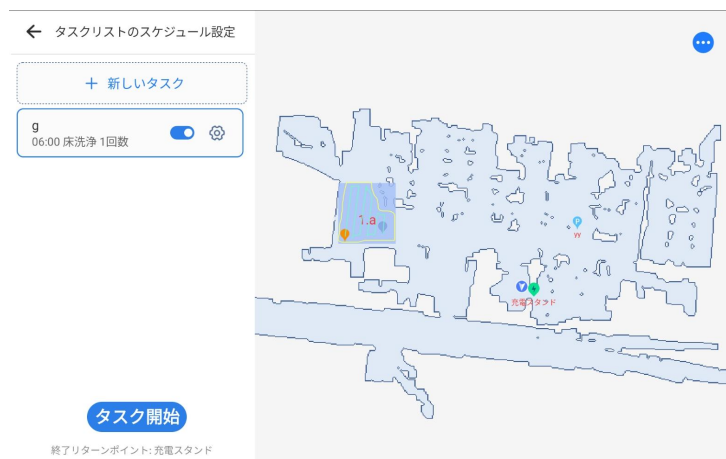 タスクリストのスケジュール設定
+ 新しいタスク
g
06:00 床洗浄 1回数
タスク開始
終了リターンポイント: 充電スタンド
1.a
P
yy
充電スタンド